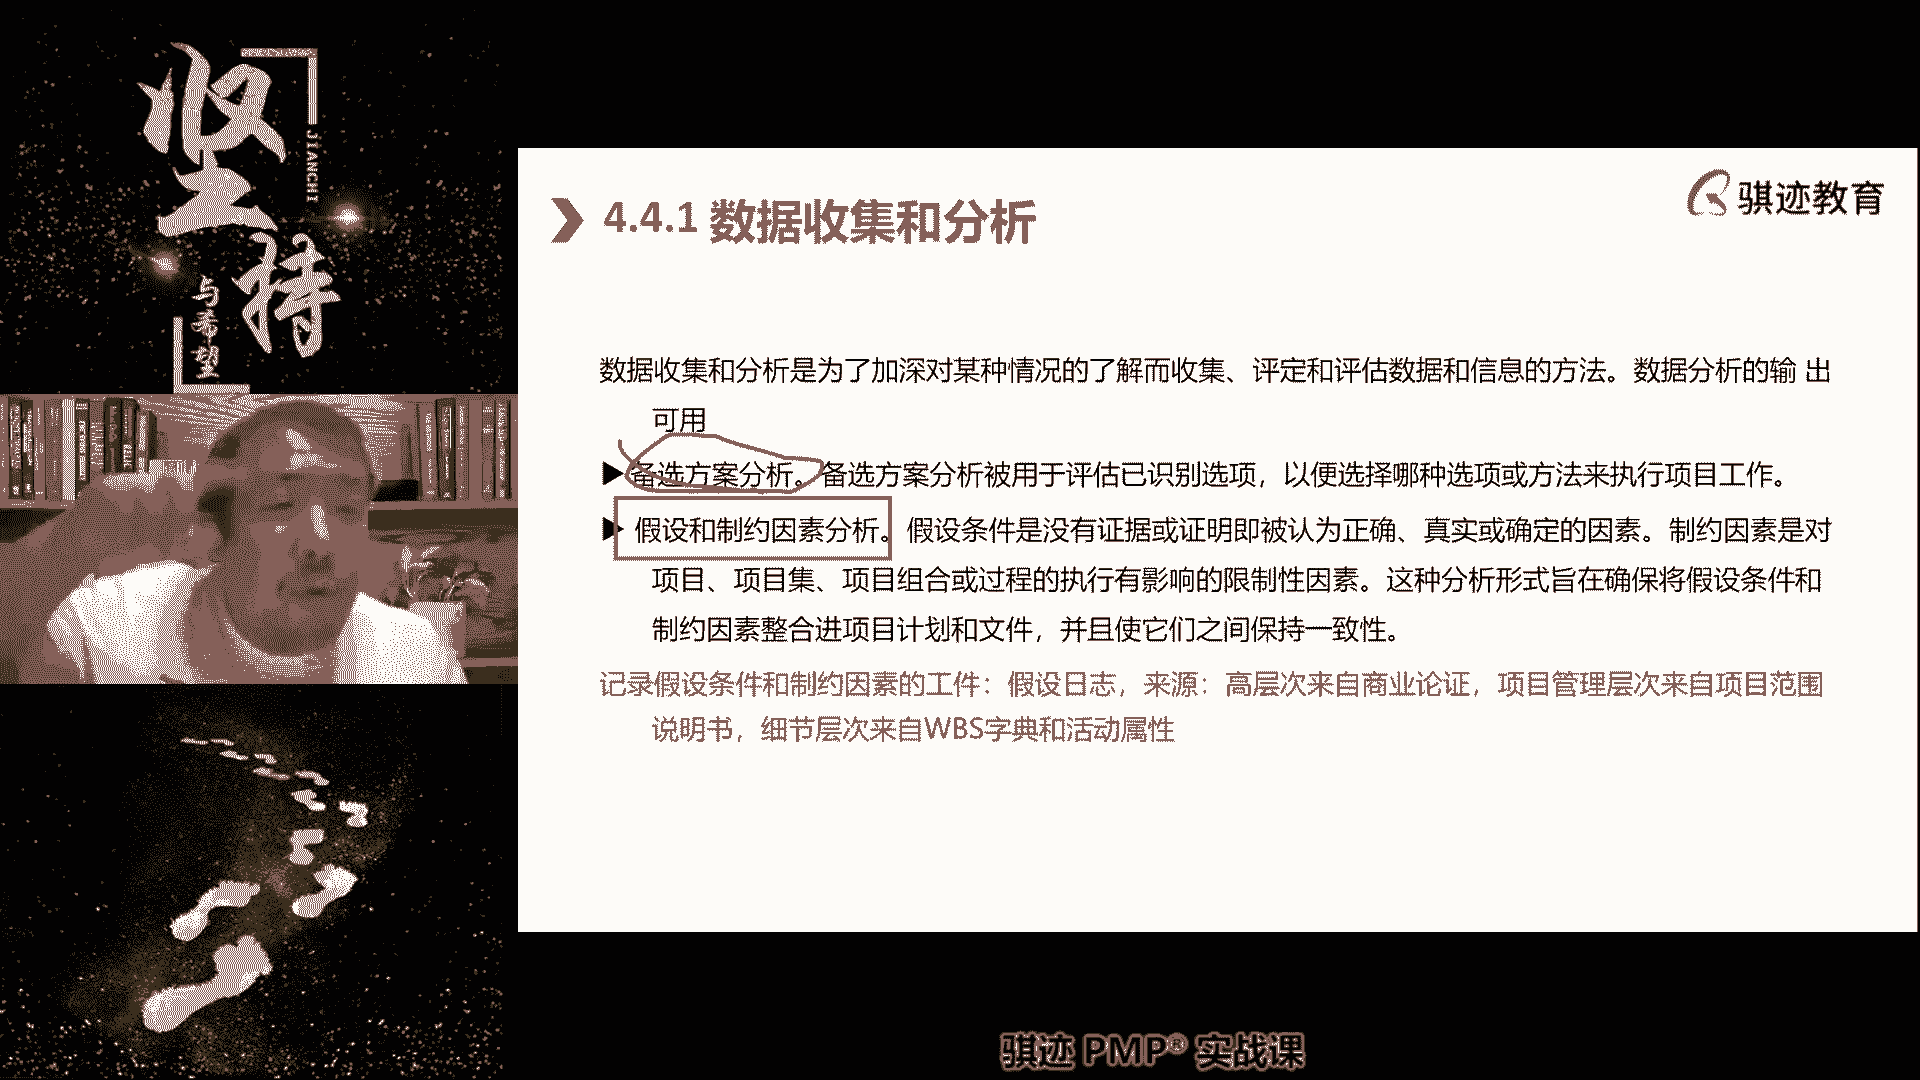 坚持
JIANCHI
与希望
骐迹教育
4.4.1 数据收集和分析
数据收集和分析是为了加深对某种情况的了解而收集、评定和评估数据和信息的方法。数据分析的输 出
可用
备选方案分析。备选方案分析被用于评估已识别选项，以便选择哪种选项或方法来执行项目工作。
假设和制约因素分析。假设条件是没有证据或证明即被认为正确、真实或确定的因素。制约因素是对
项目、项目集、项目组合或过程的执行有影响的限制性因素。这种分析形式旨在确保将假设条件和
制约因素整合进项目计划和文件，并且使它们之间保持一致性。
记录假设条件和制约因素的工件：假设日志，来源：高层次来自商业论证，项目管理层次来自项目范围
说明书，细节层次来自WBS字典和活动属性
骐迹 PMP® 实战课